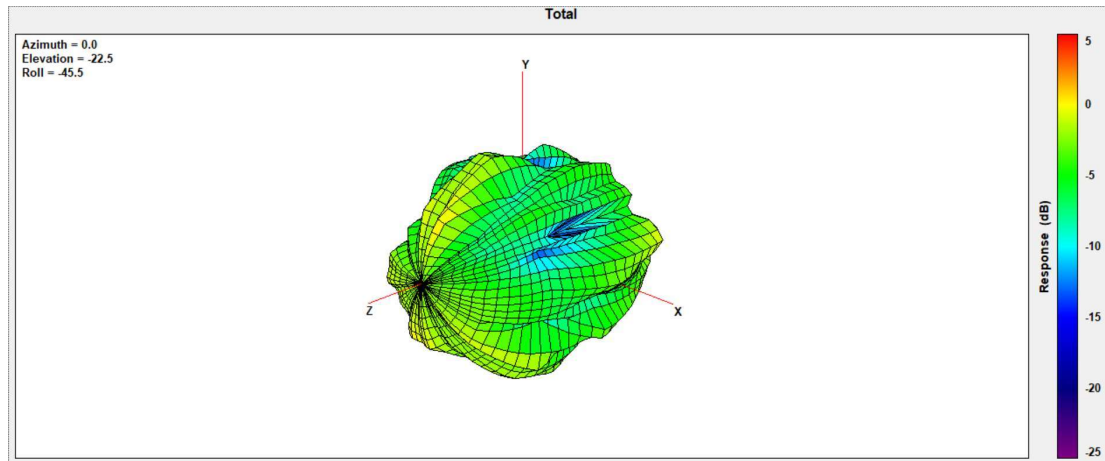 Total
Azimuth = 0.0
Elevation = -22.5
Roll = -45.5
Y
Z
X
5
0
-5
-10
-15
-20
-25
Response (dB)